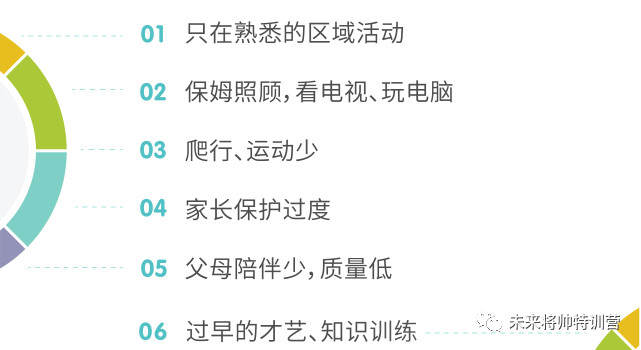 01 只在熟悉的区域活动
02 保姆照顾，看电视、玩电脑
03 爬行、运动少
04 家长保护过度
05 父母陪伴少，质量低
06 过早的才艺、知识训练
未来将帅特训营